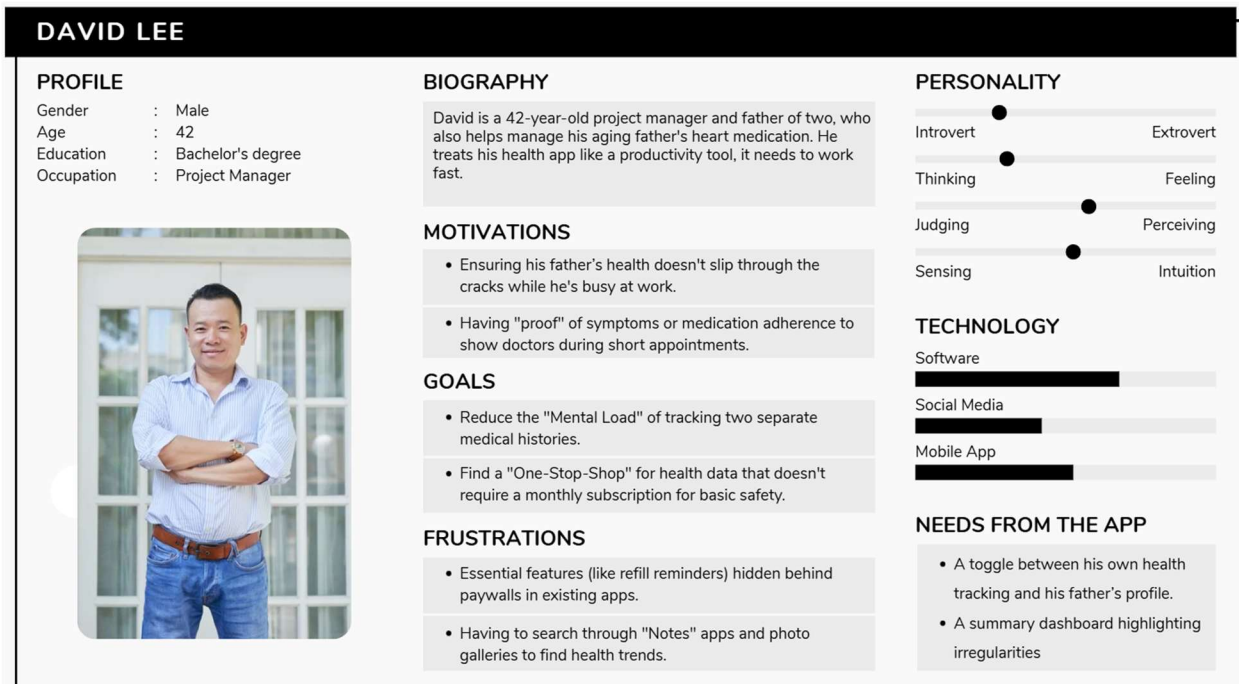 DAVID LEE
PROFILE
Gender : Male
Age : 42
Education : Bachelor's degree
Occupation : Project Manager
BIOGRAPHY
David is a 42-year-old project manager and father of two, who
also helps manage his aging father's heart medication. He
treats his health app like a productivity tool, it needs to work
fast.
MOTIVATIONS
• Ensuring his father’s health doesn't slip through the
cracks while he's busy at work.
• Having "proof" of symptoms or medication adherence to
show doctors during short appointments.
GOALS
• Reduce the "Mental Load" of tracking two separate
medical histories.
• Find a "One-Stop-Shop" for health data that doesn't
require a monthly subscription for basic safety.
FRUSTRATIONS
• Essential features (like refill reminders) hidden behind
paywalls in existing apps.
• Having to search through "Notes" apps and photo
galleries to find health trends.
PERSONALITY
Introvert Extrovert
Thinking Feeling
Judging Perceiving
Sensing Intuition
TECHNOLOGY
Software
Social Media
Mobile App
NEEDS FROM THE APP
• A toggle between his own health
tracking and his father’s profile.
• A summary dashboard highlighting
irregularities